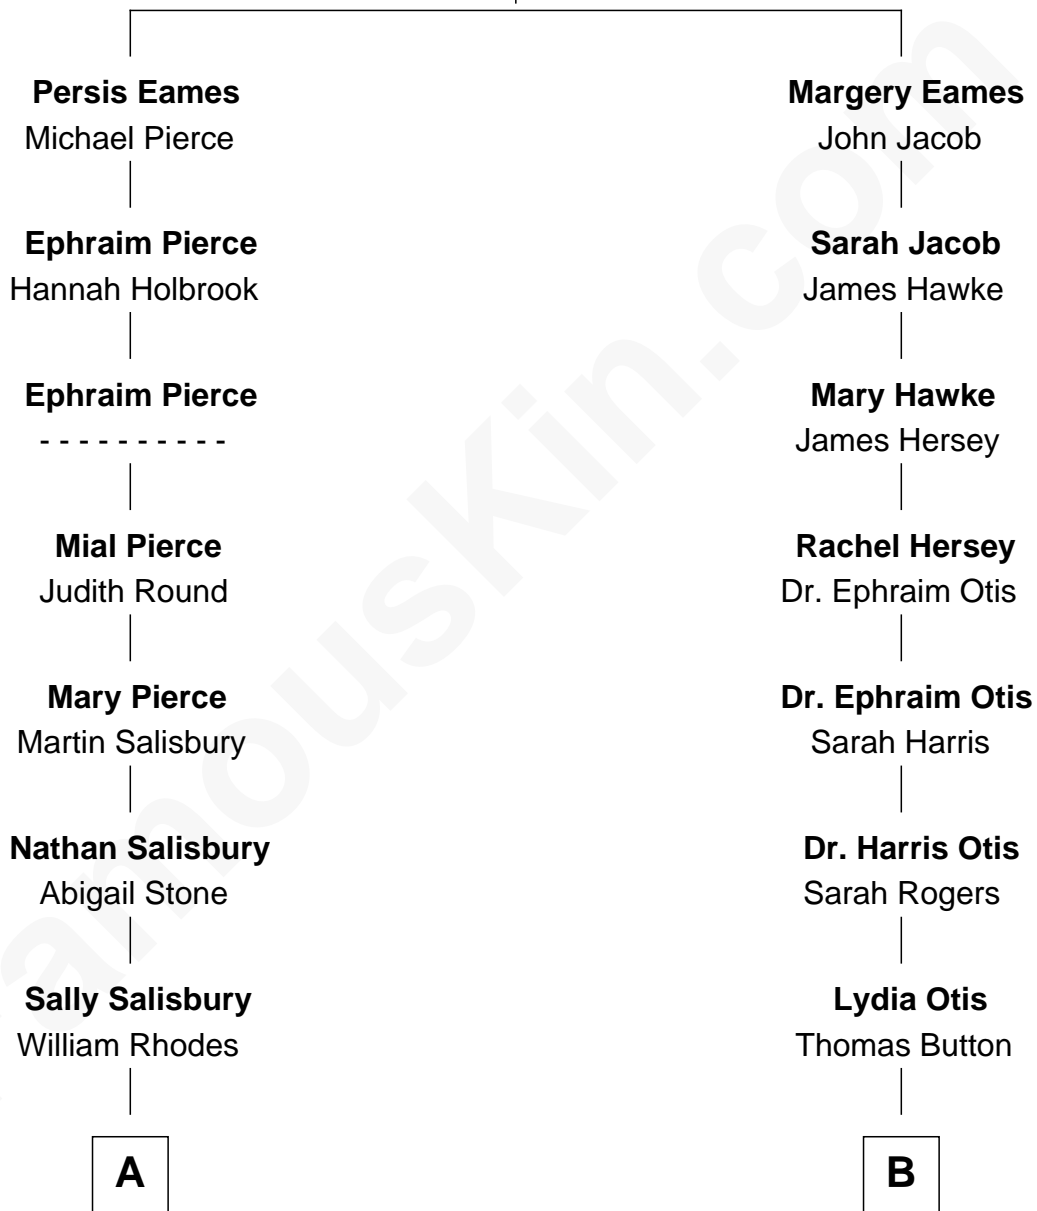 Persis Eames
Michael Pierce
Ephraim Pierce
Hannah Holbrook
Ephraim Pierce
- - - - - - - - - -
Mial Pierce
Judith Round
Mary Pierce
Martin Salisbury
Nathan Salisbury
Abigail Stone
Sally Salisbury
William Rhodes
A
Margery Eames
John Jacob
Sarah Jacob
James Hawke
Mary Hawke
James Hersey
Rachel Hersey
Dr. Ephraim Otis
Dr. Ephraim Otis
Sarah Harris
Dr. Harris Otis
Sarah Rogers
Lydia Otis
Thomas Button
B
amousKin.com